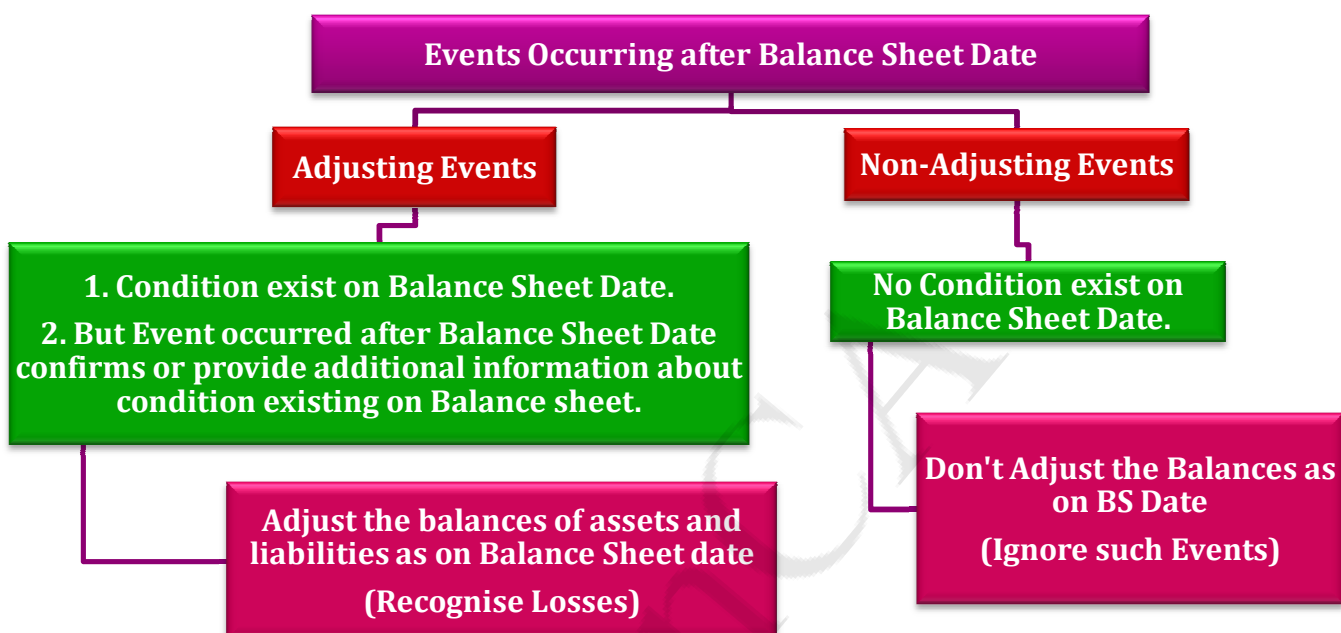 Events Occurring after Balance Sheet Date
Adjusting Events
Non-Adjusting Events
1. Condition exist on Balance Sheet Date.
2. But Event occurred after Balance Sheet Date
confirms or provide additional information about
condition existing on Balance sheet.
No Condition exist on
Balance Sheet Date.
Adjust the balances of assets and
liabilities as on Balance Sheet date
(Recognise Losses)
Don't Adjust the Balances as
on BS Date
(Ignore such Events)